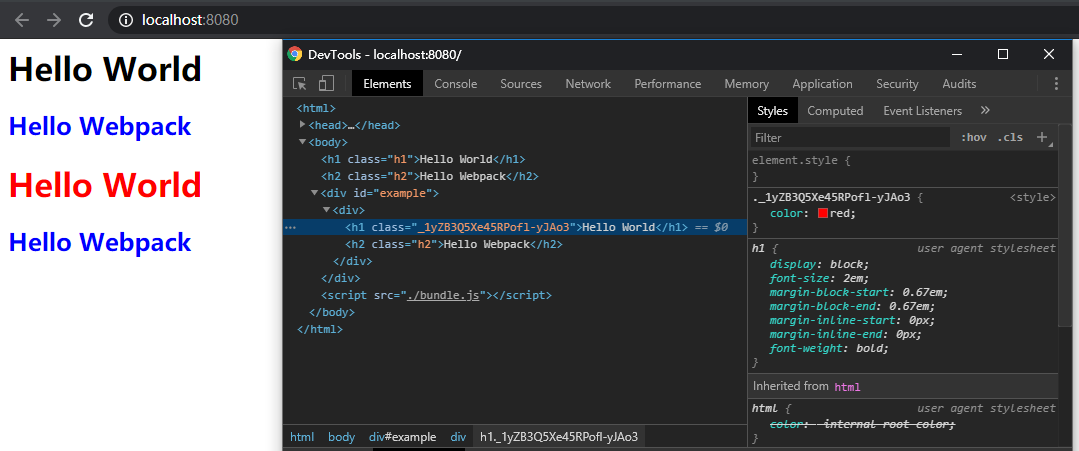 localhost:8080
Hello World
Hello Webpack
Hello World
Hello Webpack
DevTools - localhost:8080/
Elements Console Sources Network Performance Memory Application Security Audits
<html>
<head>…</head>
<body>
<h1 class="h1">Hello World</h1>
<h2 class="h2">Hello Webpack</h2>
<div id="example">
<div>
<h1 class="_1yZB3Q5Xe45RPofl-yJAo3">Hello World</h1> == $0
<h2 class="h2">Hello Webpack</h2>
</div>
</div>
<script src="./bundle.js"></script>
</body>
</html>
html body div#example div h1._1yZB3Q5Xe45RPofl-yJAo3
Styles Computed Event Listeners »
Filter :hov .cls +
element.style {
}
._1yZB3Q5Xe45RPofl-yJAo3 { <style>
color: red;
}
h1 { user agent stylesheet
display: block;
font-size: 2em;
margin-block-start: 0.67em;
margin-block-end: 0.67em;
margin-inline-start: 0px;
margin-inline-end: 0px;
font-weight: bold;
}
Inherited from html
html { user agent stylesheet
color: -internal-root-color;
}